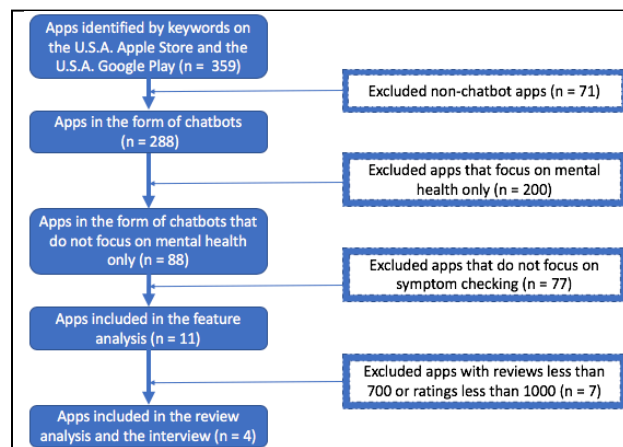 Apps identified by keywords on
the U.S.A. Apple Store and the
U.S.A. Google Play (n =  359)
Excluded non-chatbot apps (n = 71)
Apps in the form of chatbots
(n = 288)
Excluded apps that focus on mental
health only (n = 200)
Apps in the form of chatbots that
do not focus on mental health
only (n = 88)
Excluded apps that do not focus on
symptom checking (n = 77)
Apps included in the feature
analysis (n = 11)
Excluded apps with reviews less than
700 or ratings less than 1000 (n = 7)
Apps included in the review
analysis and the interview (n = 4)